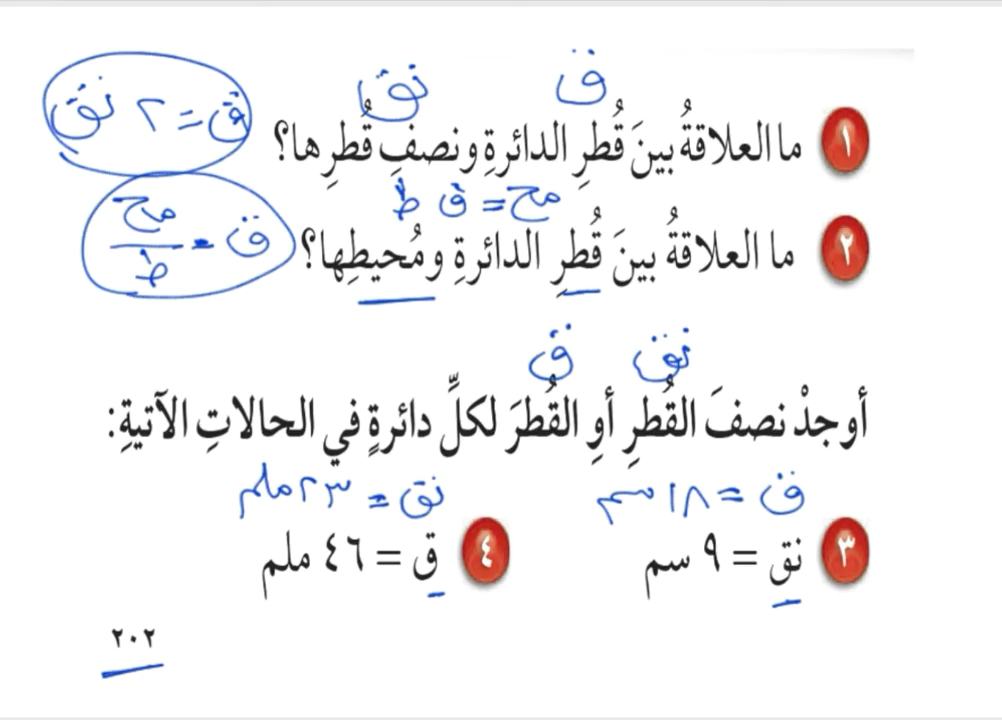 ق نق
١ ما العلاقةُ بينَ قُطرِ الدائرةِ ونصفِ قُطرِها؟ ق = ٢ نق
مح = ق ط
٢ ما العلاقةُ بينَ قُطرِ الدائرةِ ومُحيطِها؟ ق = مح / ط
نق ق
أوجدْ نصفَ القُطرِ أوِ القُطرَ لكلِّ دائرةٍ في الحالاتِ الآتيةِ:
ق = ١٨ سم نق = ٢٣ ملم
٣ نق = ٩ سم ٤ ق = ٤٦ ملم
٢٠٢